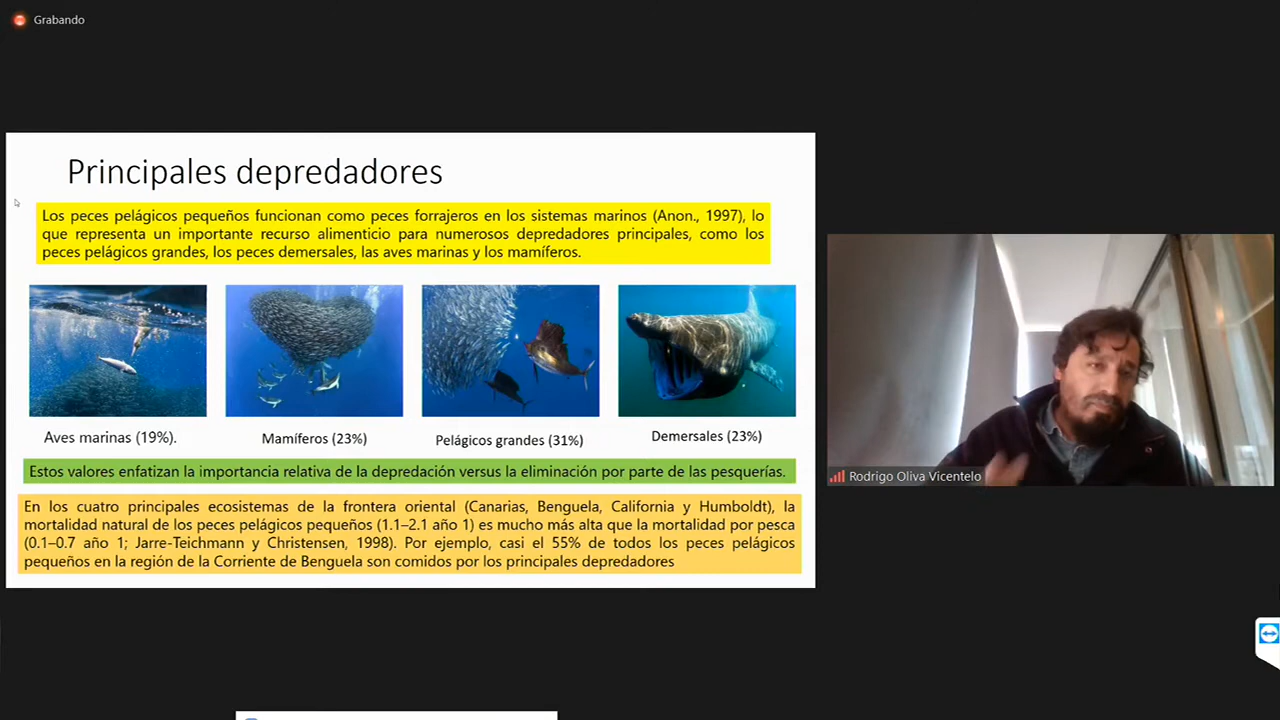 Grabando
Principales depredadores
Los peces pelágicos pequeños funcionan como peces forrajeros en los sistemas marinos (Anon., 1997), lo
que representa un importante recurso alimenticio para numerosos depredadores principales, como los
peces pelágicos grandes, los peces demersales, las aves marinas y los mamíferos.
Aves marinas (19%).
Mamíferos (23%)
Pelágicos grandes (31%)
Demersales (23%)
Estos valores enfatizan la importancia relativa de la depredación versus la eliminación por parte de las pesquerías.
En los cuatro principales ecosistemas de la frontera oriental (Canarias, Benguela, California y Humboldt), la
mortalidad natural de los peces pelágicos pequeños (1.1–2.1 año 1) es mucho más alta que la mortalidad por pesca
(0.1–0.7 año 1; Jarre-Teichmann y Christensen, 1998). Por ejemplo, casi el 55% de todos los peces pelágicos
pequeños en la región de la Corriente de Benguela son comidos por los principales depredadores
Rodrigo Oliva Vicentelo